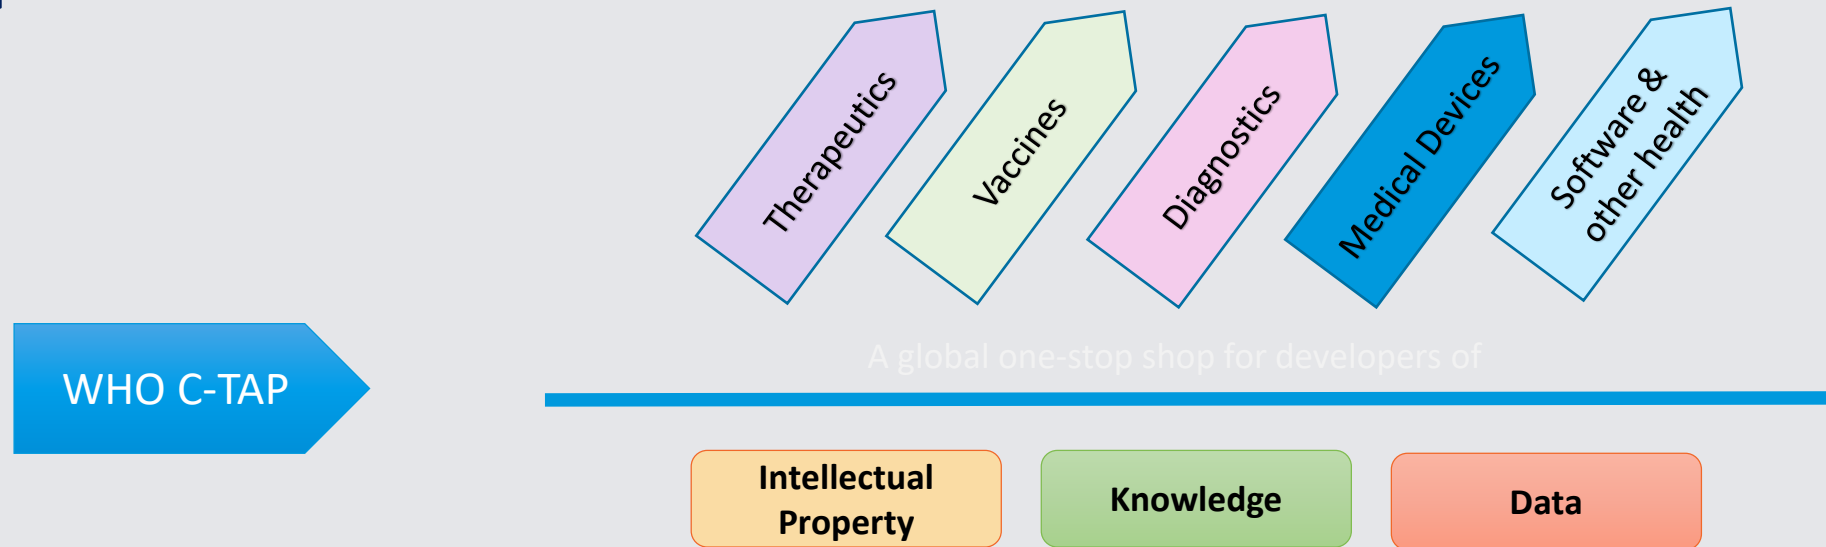 Therapeutics
Vaccines
Diagnostics
Medical Devices
Software &
other health
A global one-stop shop for developers of
WHO C-TAP
Intellectual
Property
Knowledge
Data